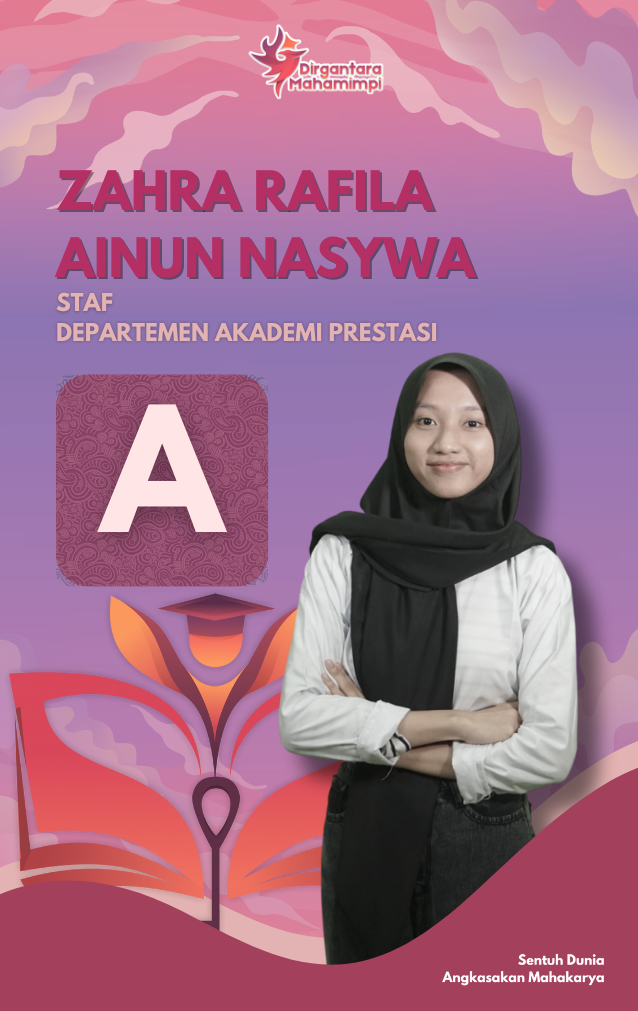 Dirgantara
Mahamimpi
ZAHRA RAFILA
AINUN NASYWA
STAF
DEPARTEMEN AKADEMI PRESTASI
A
Sentuh Dunia
Angkasakan Mahakarya